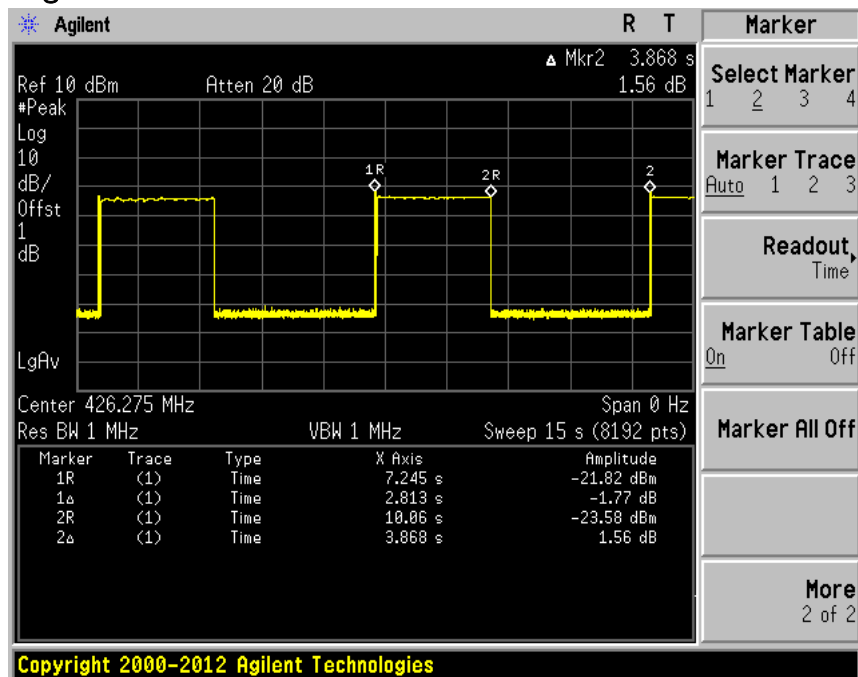 Agilent R T Marker
Δ Mkr2 3.868 s
Ref 10 dBm Atten 20 dB 1.56 dB
#Peak
Log
10
dB/
Offst
1
dB
LgAv
1R
2R
2
Center 426.275 MHz Span 0 Hz
Res BW 1 MHz VBW 1 MHz Sweep 15 s (8192 pts)
Marker Trace Type X Axis Amplitude
1R (1) Time 7.245 s -21.82 dBm
1Δ (1) Time 2.813 s -1.77 dB
2R (1) Time 10.06 s -23.58 dBm
2Δ (1) Time 3.868 s 1.56 dB
Select Marker
1 2 3 4
Marker Trace
Auto 1 2 3
Readout
Time
Marker Table
On Off
Marker All Off
More
2 of 2
Copyright 2000-2012 Agilent Technologies